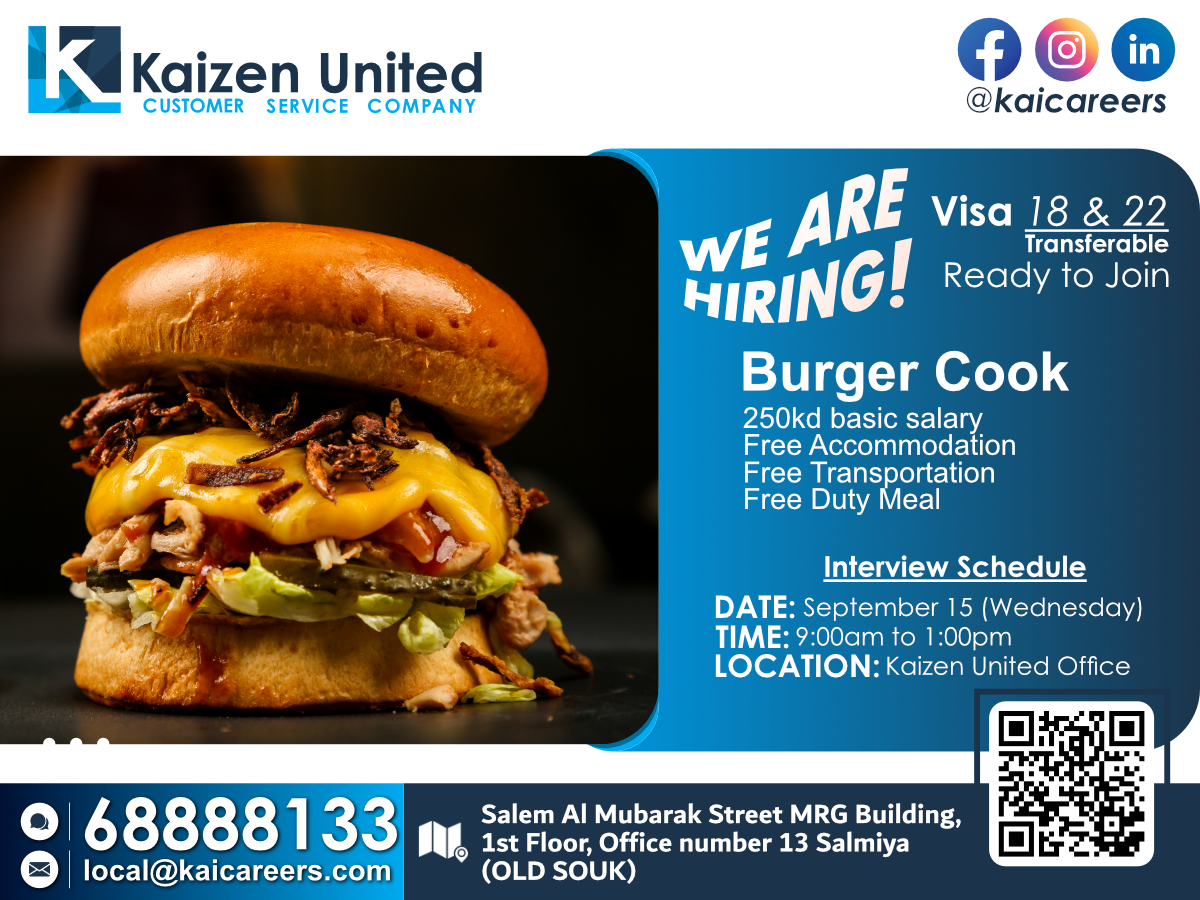 Kaizen United
CUSTOMER SERVICE COMPANY
@kaicareers
WE ARE
HIRING!
Visa 18 & 22
Transferable
Ready to Join
Burger Cook
250kd basic salary
Free Accommodation
Free Transportation
Free Duty Meal
Interview Schedule
DATE: September 15 (Wednesday)
TIME: 9:00am to 1:00pm
LOCATION: Kaizen United Office
68888133
local@kaicareers.com
Salem Al Mubarak Street MRG Building,
1st Floor, Office number 13 Salmiya
(OLD SOUK)